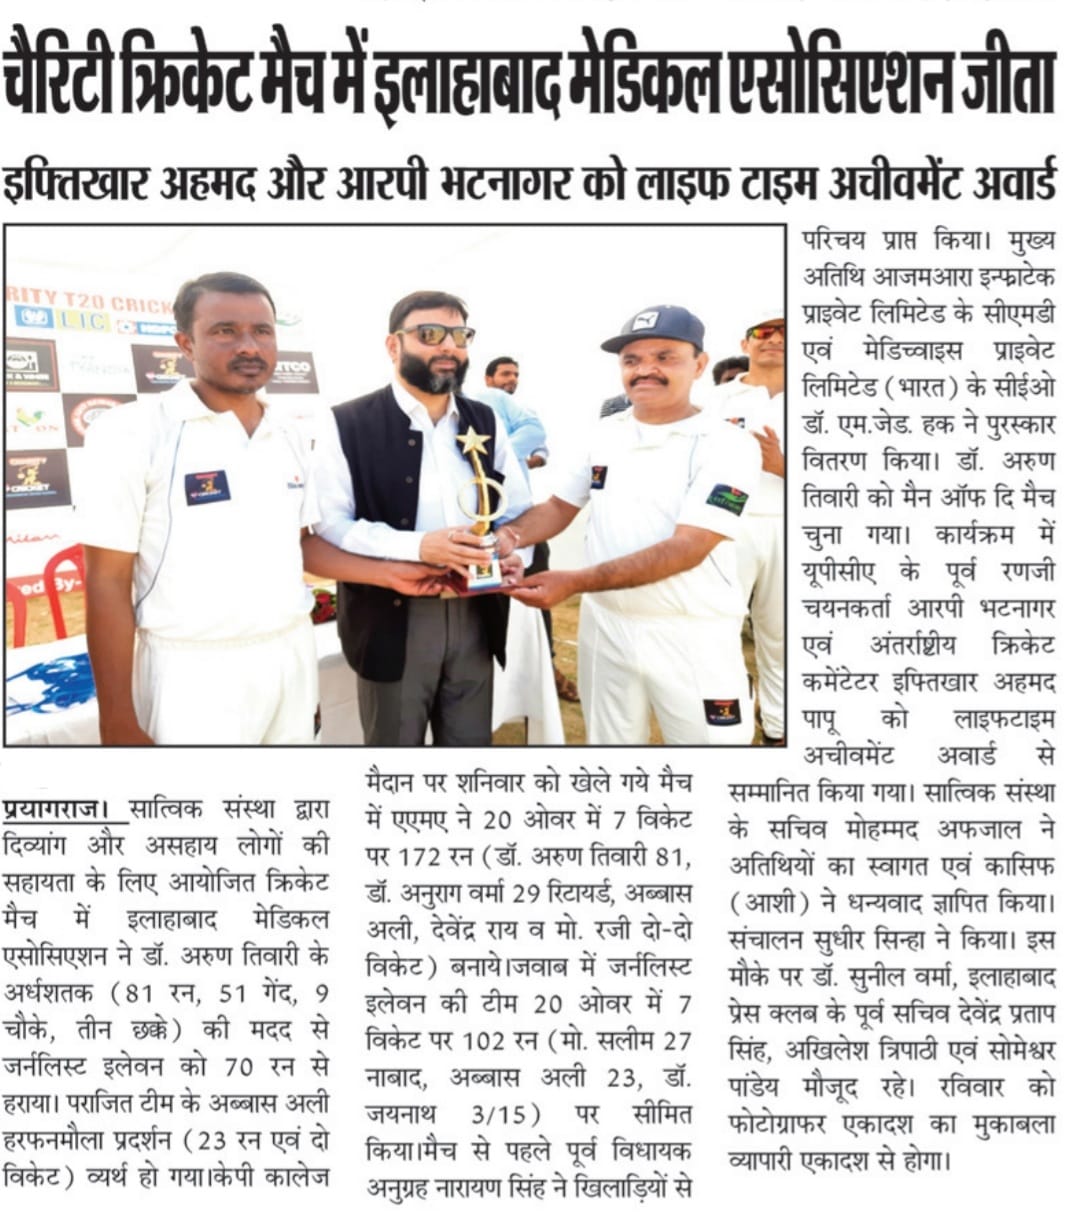 चैरिटी क्रिकेट मैच में इलाहाबाद मेडिकल एसोसिएशन जीता
इफ्तिखार अहमद और आरपी भटनागर को लाइफ टाइम अचीवमेंट अवार्ड
RITY T20 CRICK
LIC
CRICKET
ed By-
प्रयागराज। सात्विक संस्था द्वारा
दिव्यांग और असहाय लोगों की
सहायता के लिए आयोजित क्रिकेट
मैच में इलाहाबाद मेडिकल
एसोसिएशन ने डॉ. अरुण तिवारी के
अर्धशतक (81 रन, 51 गेंद, 9
चौके, तीन छक्के) की मदद से
जर्नलिस्ट इलेवन को 70 रन से
हराया। पराजित टीम के अब्बास अली
हरफनमौला प्रदर्शन (23 रन एवं दो
विकेट) व्यर्थ हो गया।केपी कालेज
मैदान पर शनिवार को खेले गये मैच
में एएमए ने 20 ओवर में 7 विकेट
पर 172 रन (डॉ. अरुण तिवारी 81,
डॉ. अनुराग वर्मा 29 रिटायर्ड, अब्बास
अली, देवेंद्र राय व मो. रजी दो-दो
विकेट) बनाये।जवाब में जर्नलिस्ट
इलेवन की टीम 20 ओवर में 7
विकेट पर 102 रन (मो. सलीम 27
नाबाद, अब्बास अली 23, डॉ.
जयनाथ 3/15) पर सीमित
किया।मैच से पहले पूर्व विधायक
अनुग्रह नारायण सिंह ने खिलाड़ियों से
परिचय प्राप्त किया। मुख्य
अतिथि आजमआरा इन्फ्राटेक
प्राइवेट लिमिटेड के सीएमडी
एवं मेडिच्वाइस प्राइवेट
लिमिटेड (भारत) के सीईओ
डॉ. एम.जेड. हक ने पुरस्कार
वितरण किया। डॉ. अरुण
तिवारी को मैन ऑफ दि मैच
चुना गया। कार्यक्रम में
यूपीसीए के पूर्व रणजी
चयनकर्ता आरपी भटनागर
एवं अंतर्राष्ट्रीय क्रिकेट
कमेंटेटर इफ्तिखार अहमद
पापू को लाइफटाइम
अचीवमेंट अवार्ड से
सम्मानित किया गया। सात्विक संस्था
के सचिव मोहम्मद अफजाल ने
अतिथियों का स्वागत एवं कासिफ
(आशी) ने धन्यवाद ज्ञापित किया।
संचालन सुधीर सिन्हा ने किया। इस
मौके पर डॉ. सुनील वर्मा, इलाहाबाद
प्रेस क्लब के पूर्व सचिव देवेंद्र प्रताप
सिंह, अखिलेश त्रिपाठी एवं सोमेश्वर
पांडेय मौजूद रहे। रविवार को
फोटोग्राफर एकादश का मुकाबला
व्यापारी एकादश से होगा।